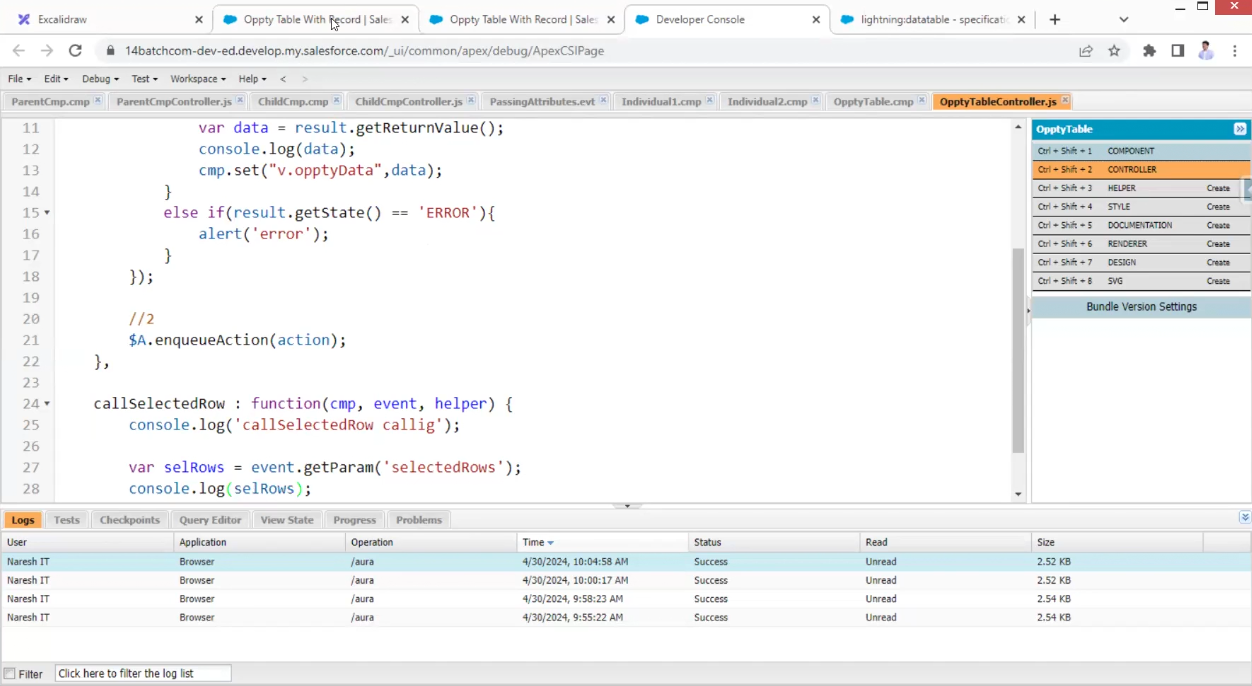 Excalidraw
Oppty Table With Record | Sales
Oppty Table With Record | Sales
Developer Console
lightning:datatable - specificatio
14batchcom-dev-ed.develop.my.salesforce.com/_ui/common/apex/debug/ApexCSIPage
File Edit Debug Test Workspace Help < >
ParentCmp.cmp ParentCmpController.js ChildCmp.cmp ChildCmpController.js PassingAttributes.evt Individual1.cmp Individual2.cmp OpptyTable.cmp OpptyTableController.js
11 var data = result.getReturnValue();
12 console.log(data);
13 cmp.set("v.opptyData",data);
14 }
15 else if(result.getState() == 'ERROR'){
16 alert('error');
17 }
18 });
19
20 //2
21 $A.enqueueAction(action);
22 },
23
24 callSelectedRow : function(cmp, event, helper) {
25 console.log('callSelectedRow callig');
26
27 var selRows = event.getParam('selectedRows');
28 console.log(selRows);
OpptyTable
Ctrl + Shift + 1 COMPONENT
Ctrl + Shift + 2 CONTROLLER
Ctrl + Shift + 3 HELPER Create
Ctrl + Shift + 4 STYLE Create
Ctrl + Shift + 5 DOCUMENTATION Create
Ctrl + Shift + 6 RENDERER Create
Ctrl + Shift + 7 DESIGN Create
Ctrl + Shift + 8 SVG Create
Bundle Version Settings
Logs Tests Checkpoints Query Editor View State Progress Problems
User Application Operation Time Status Read Size
Naresh IT Browser /aura 4/30/2024, 10:04:58 AM Success Unread 2.52 KB
Naresh IT Browser /aura 4/30/2024, 10:00:17 AM Success Unread 2.52 KB
Naresh IT Browser /aura 4/30/2024, 9:58:23 AM Success Unread 2.54 KB
Naresh IT Browser /aura 4/30/2024, 9:55:22 AM Success Unread 2.54 KB
Filter Click here to filter the log list